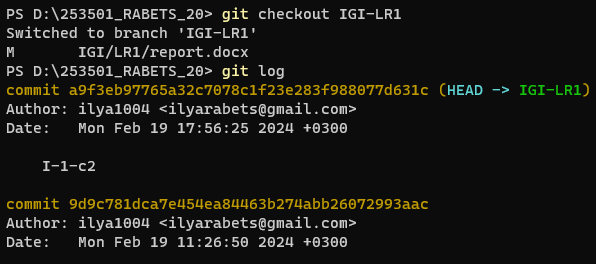 PS D:\253501_RABETS_20> git checkout IGI-LR1
Switched to branch 'IGI-LR1'
M       IGI/LR1/report.docx
PS D:\253501_RABETS_20> git log
commit a9f3eb97765a32c7078c1f23e283f988077d631c (HEAD -> IGI-LR1)
Author: ilya1004 <ilyarabets@gmail.com>
Date:   Mon Feb 19 17:56:25 2024 +0300
    I-1-c2
commit 9d9c781dca7e454ea84463b274abb26072993aac
Author: ilya1004 <ilyarabets@gmail.com>
Date:   Mon Feb 19 11:26:50 2024 +0300